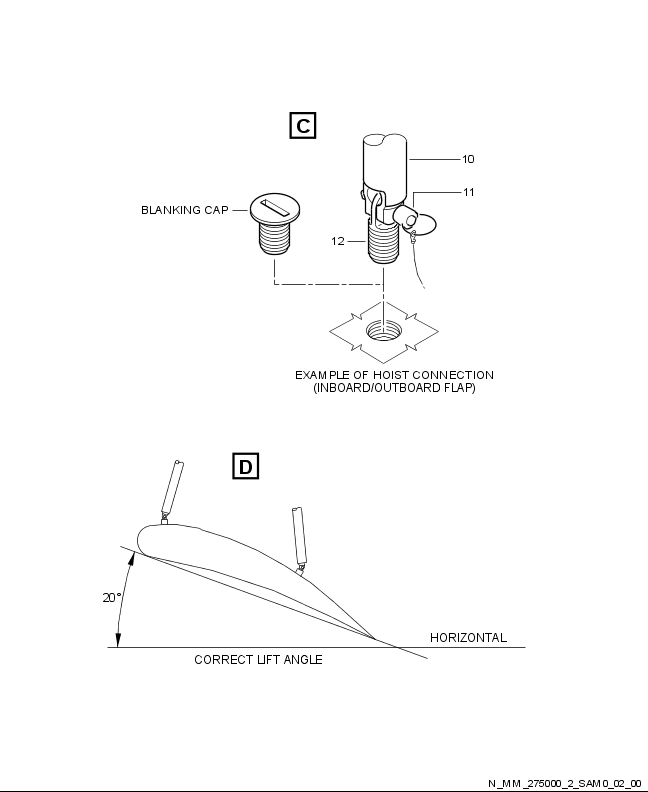 C
10
11
BLANKING CAP
12
EXAMPLE OF HOIST CONNECTION
(INBOARD/OUTBOARD FLAP)
D
20°
HORIZONTAL
CORRECT LIFT ANGLE
N_MM_275000_2_SAM0_02_00